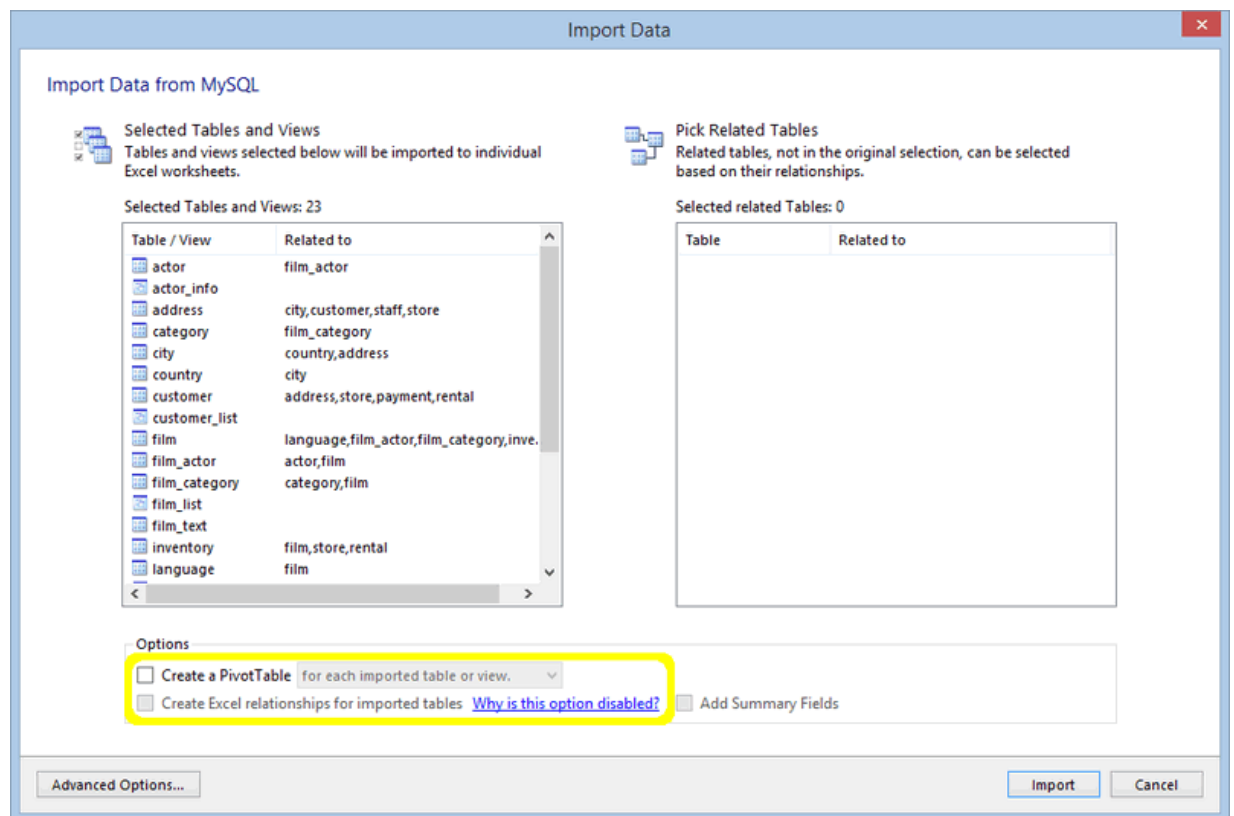 Import Data
Import Data from MySQL
Selected Tables and Views
Tables and views selected below will be imported to individual
Excel worksheets.
Selected Tables and Views: 23
Table / View Related to
actor film_actor
actor_info
address city,customer,staff,store
category film_category
city country,address
country city
customer address,store,payment,rental
customer_list
film language,film_actor,film_category,inve.
film_actor actor,film
film_category category,film
film_list
film_text
inventory film,store,rental
language film
Pick Related Tables
Related tables, not in the original selection, can be selected
based on their relationships.
Selected related Tables: 0
Table Related to
Options
Create a PivotTable for each imported table or view.
Create Excel relationships for imported tables Why is this option disabled? Add Summary Fields
Advanced Options... Import Cancel